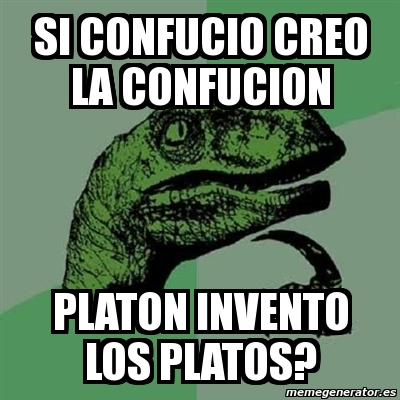 SI CONFUCIO CREO
LA CONFUCION
PLATON INVENTO
LOS PLATOS?
memegenerator.es